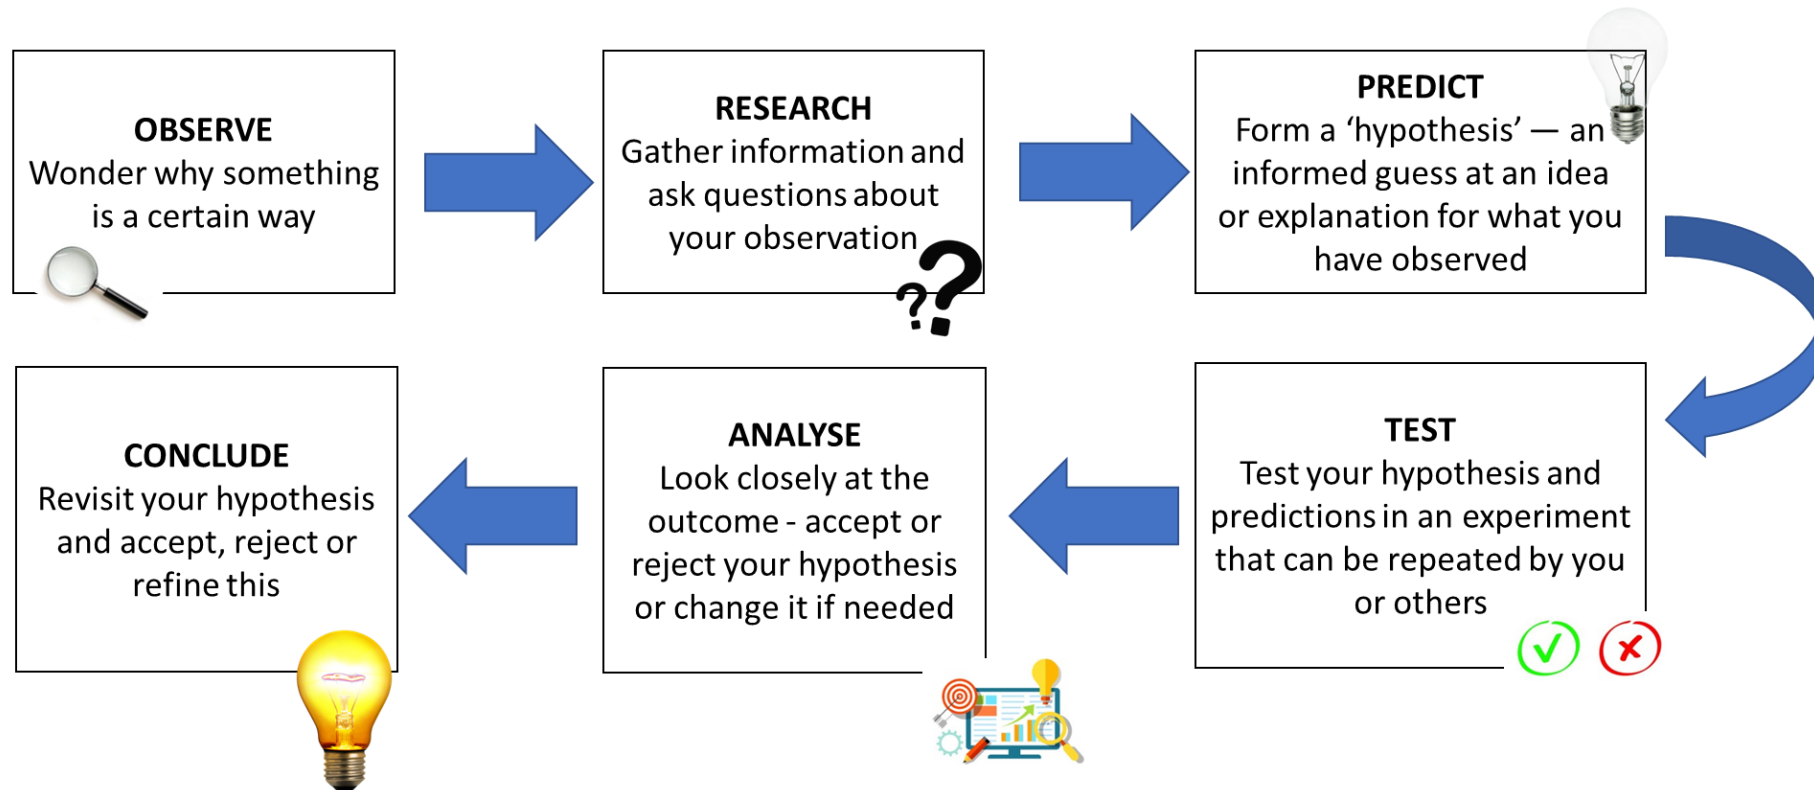 OBSERVE
Wonder why something
is a certain way
RESEARCH
Gather information and
ask questions about
your observation
??
PREDICT
Form a ‘hypothesis’ — an
informed guess at an idea
or explanation for what you
have observed
TEST
Test your hypothesis and
predictions in an experiment
that can be repeated by you
or others
ANALYSE
Look closely at the
outcome - accept or
reject your hypothesis
or change it if needed
CONCLUDE
Revisit your hypothesis
and accept, reject or
refine this